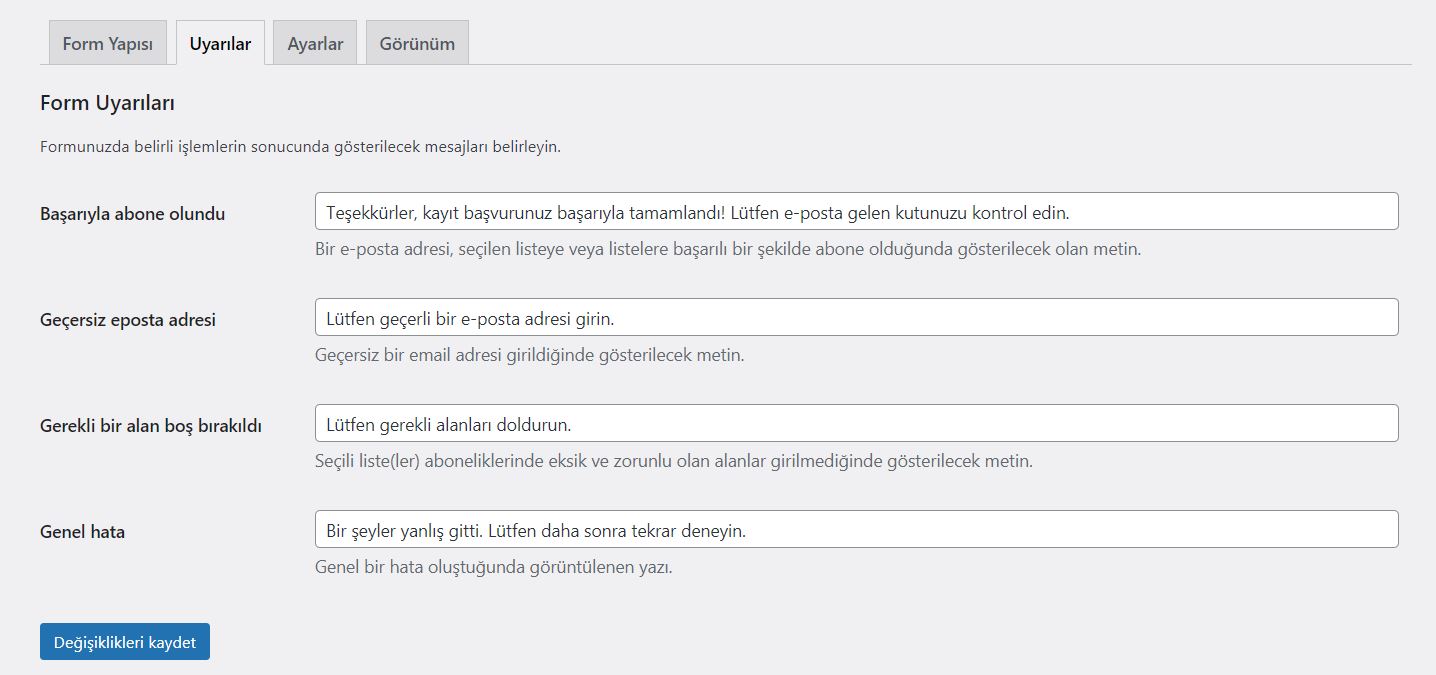 Form Yapısı Uyarılar Ayarlar Görünüm
Form Uyarıları
Formunuzda belirli işlemlerin sonucunda gösterilecek mesajları belirleyin.
Başarıyla abone olundu
Teşekkürler, kayıt başvurunuz başarıyla tamamlandı! Lütfen e-posta gelen kutunuzu kontrol edin.
Bir e-posta adresi, seçilen listeye veya listelere başarılı bir şekilde abone olduğunda gösterilecek olan metin.
Geçersiz eposta adresi
Lütfen geçerli bir e-posta adresi girin.
Geçersiz bir email adresi girildiğinde gösterilecek metin.
Gerekli bir alan boş bırakıldı
Lütfen gerekli alanları doldurun.
Seçili liste(ler) aboneliklerinde eksik ve zorunlu olan alanlar girilmediğinde gösterilecek metin.
Genel hata
Bir şeyler yanlış gitti. Lütfen daha sonra tekrar deneyin.
Genel bir hata oluştuğunda görüntülenen yazı.
Değişiklikleri kaydet